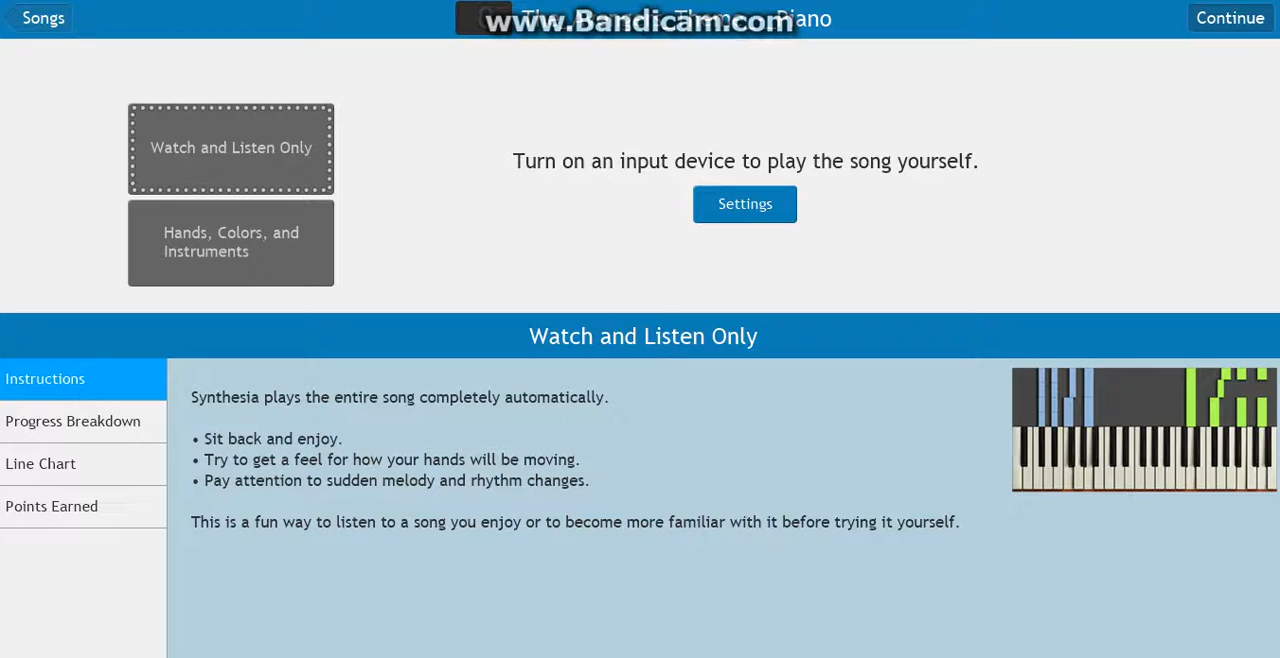 Songs
www.Bandicam.com
Piano
Continue
Watch and Listen Only
Hands, Colors, and
Instruments
Turn on an input device to play the song yourself.
Settings
Watch and Listen Only
Instructions
Progress Breakdown
Line Chart
Points Earned
Synthesia plays the entire song completely automatically.
• Sit back and enjoy.
• Try to get a feel for how your hands will be moving.
• Pay attention to sudden melody and rhythm changes.
This is a fun way to listen to a song you enjoy or to become more familiar with it before trying it yourself.